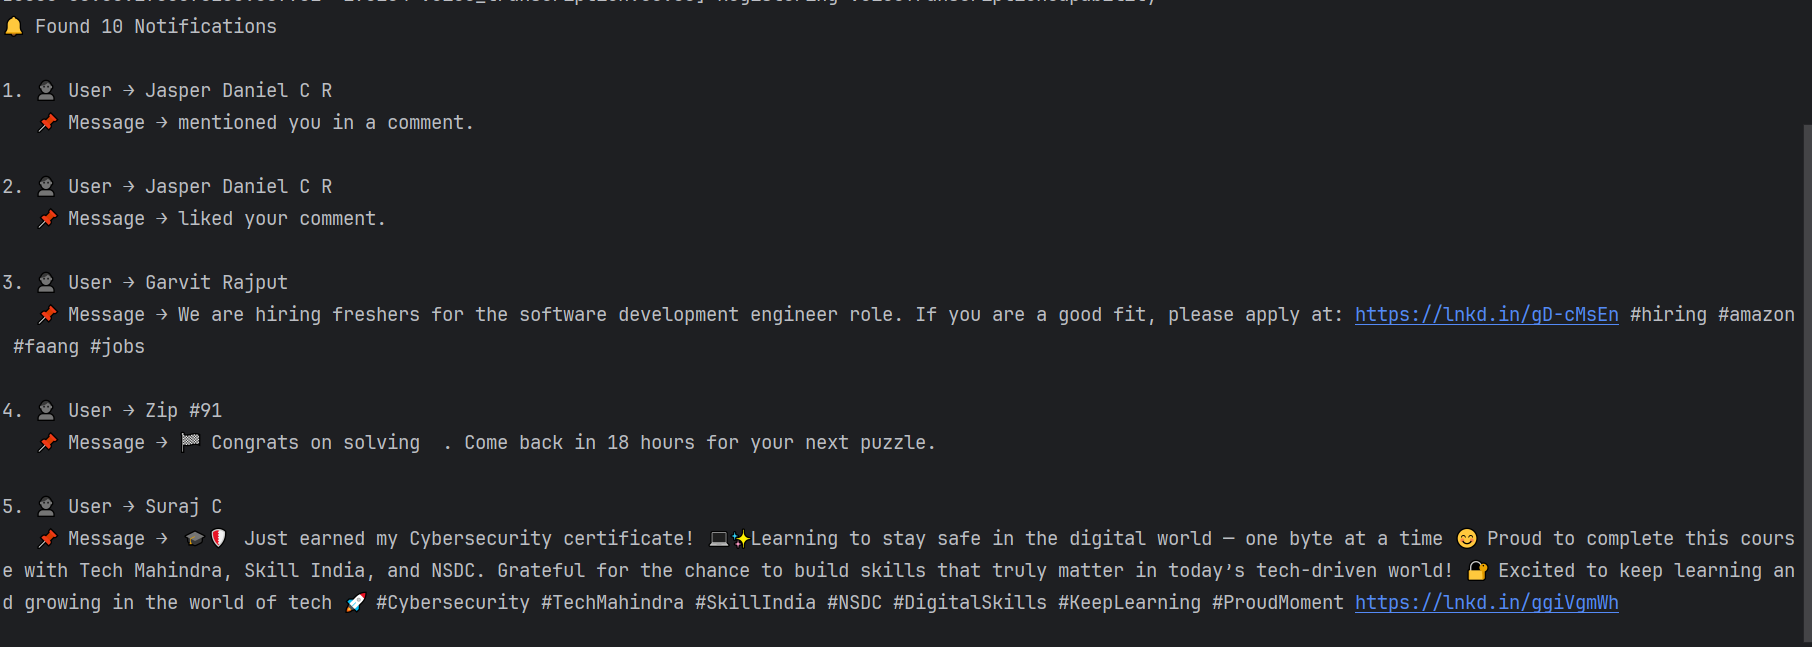 🔔 Found 10 Notifications
1. 👤 User → Jasper Daniel C R
📌 Message → mentioned you in a comment.
2. 👤 User → Jasper Daniel C R
📌 Message → liked your comment.
3. 👤 User → Garvit Rajput
📌 Message → We are hiring freshers for the software development engineer role. If you are a good fit, please apply at: https://lnkd.in/gD-cMsEn #hiring #amazon
#faang #jobs
4. 👤 User → Zip #91
📌 Message → 🏁 Congrats on solving  . Come back in 18 hours for your next puzzle.
5. 👤 User → Suraj C
📌 Message → 🎓🛡️ Just earned my Cybersecurity certificate! 💻✨Learning to stay safe in the digital world — one byte at a time 😊 Proud to complete this cours
e with Tech Mahindra, Skill India, and NSDC. Grateful for the chance to build skills that truly matter in today’s tech-driven world! 🔐 Excited to keep learning an
d growing in the world of tech 🚀 #Cybersecurity #TechMahindra #SkillIndia #NSDC #DigitalSkills #KeepLearning #ProudMoment https://lnkd.in/ggiVgmWh